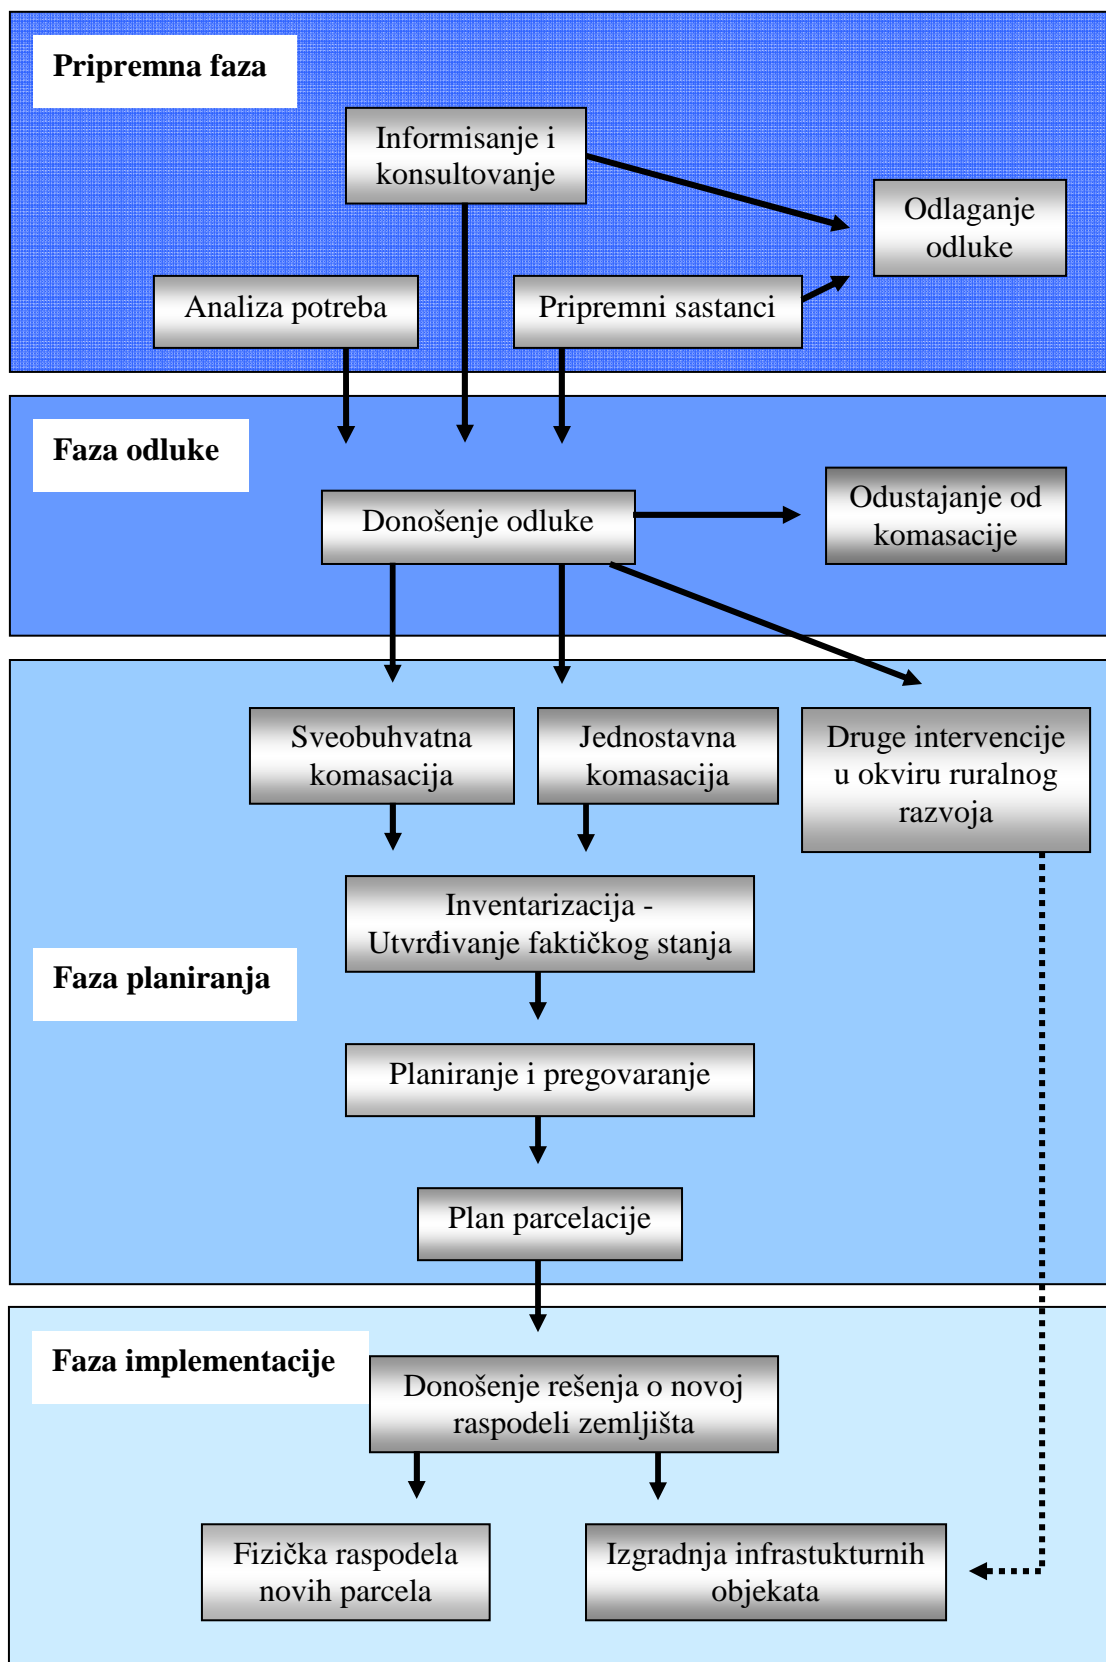 Pripremna faza
Informisanje i
konsultovanje
Odlaganje
odluke
Analiza potreba
Pripremni sastanci
Faza odluke
Donošenje odluke
Odustajanje od
komasacije
Sveobuhvatna
komasacija
Jednostavna
komasacija
Druge intervencije
u okviru ruralnog
razvoja
Inventarizacija -
Utvrđivanje faktičkog stanja
Faza planiranja
Planiranje i pregovaranje
Plan parcelacije
Faza implementacije
Donošenje rešenja o novoj
raspodeli zemljišta
Fizička raspodela
novih parcela
Izgradnja infrastukturnih
objekata